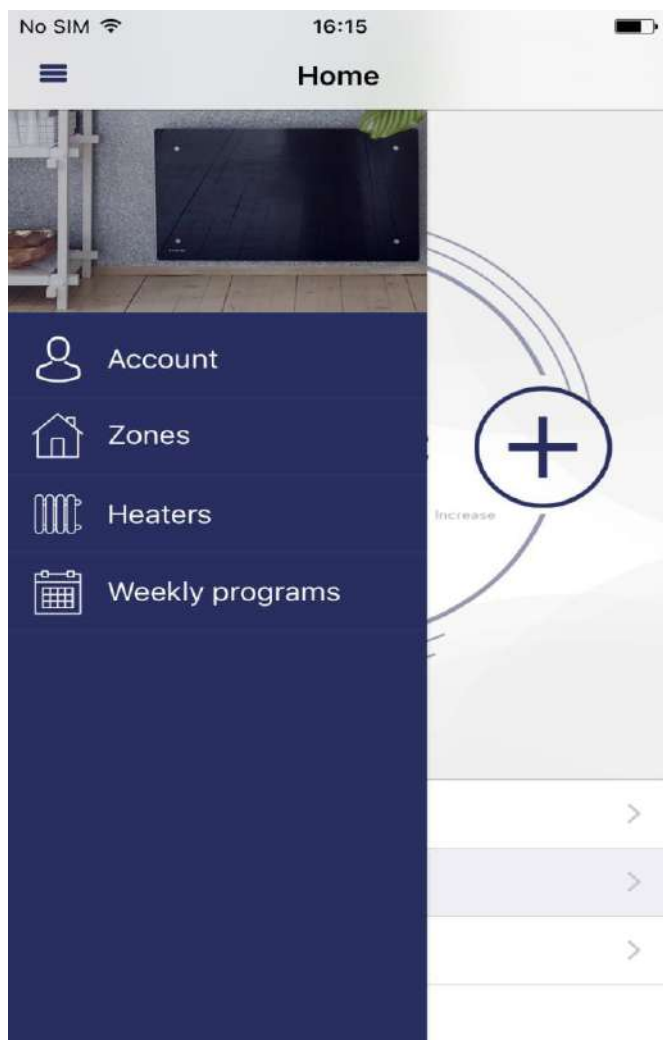 No SIM 16:15
Home
Account
Zones
Increase
Heaters
Weekly programs